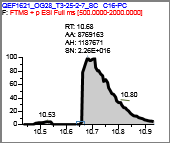 QEF1621_OG28_T3-25-2-7_SC C16-PC
F: FTMS + p ESI Full ms [500.0000-2000.0000]
RT: 10.68
AA: 8769163
AH: 1187671
SN: 2.26E+016
100
80
60
40
20
0
10.53
10.80
10.5 10.6 10.7 10.8 10.9